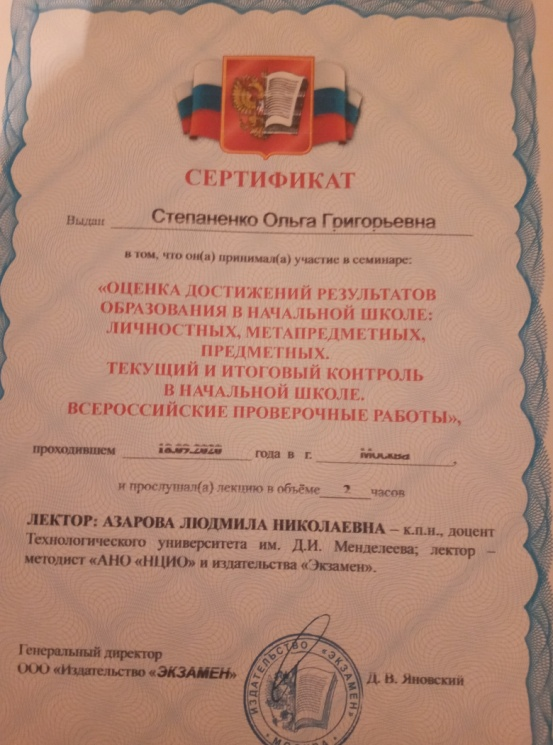 СЕРТИФИКАТ
Выдан Степаненко Ольга Григорьевна
в том, что он(а) принимал(а) участие в семинаре:
«ОЦЕНКА ДОСТИЖЕНИЙ РЕЗУЛЬТАТОВ
ОБРАЗОВАНИЯ В НАЧАЛЬНОЙ ШКОЛЕ:
ЛИЧНОСТНЫХ, МЕТАПРЕДМЕТНЫХ,
ПРЕДМЕТНЫХ.
ТЕКУЩИЙ И ИТОГОВЫЙ КОНТРОЛЬ
В НАЧАЛЬНОЙ ШКОЛЕ.
ВСЕРОССИЙСКИЕ ПРОВЕРОЧНЫЕ РАБОТЫ»,
проходившем 18.09.2020 года в г. Москва,
и прослушал(а) лекцию в объёме 2 часов
ЛЕКТОР: АЗАРОВА ЛЮДМИЛА НИКОЛАЕВНА – к.п.н., доцент
Технологического университета им. Д.И. Менделеева; лектор –
методист «АНО «НЦИО» и издательства «Экзамен».
Генеральный директор
ООО «Издательство «ЭКЗАМЕН»
Д. В. Яновский
ИЗДАТЕЛЬСТВО «ЭКЗАМЕН»
МОСКВА